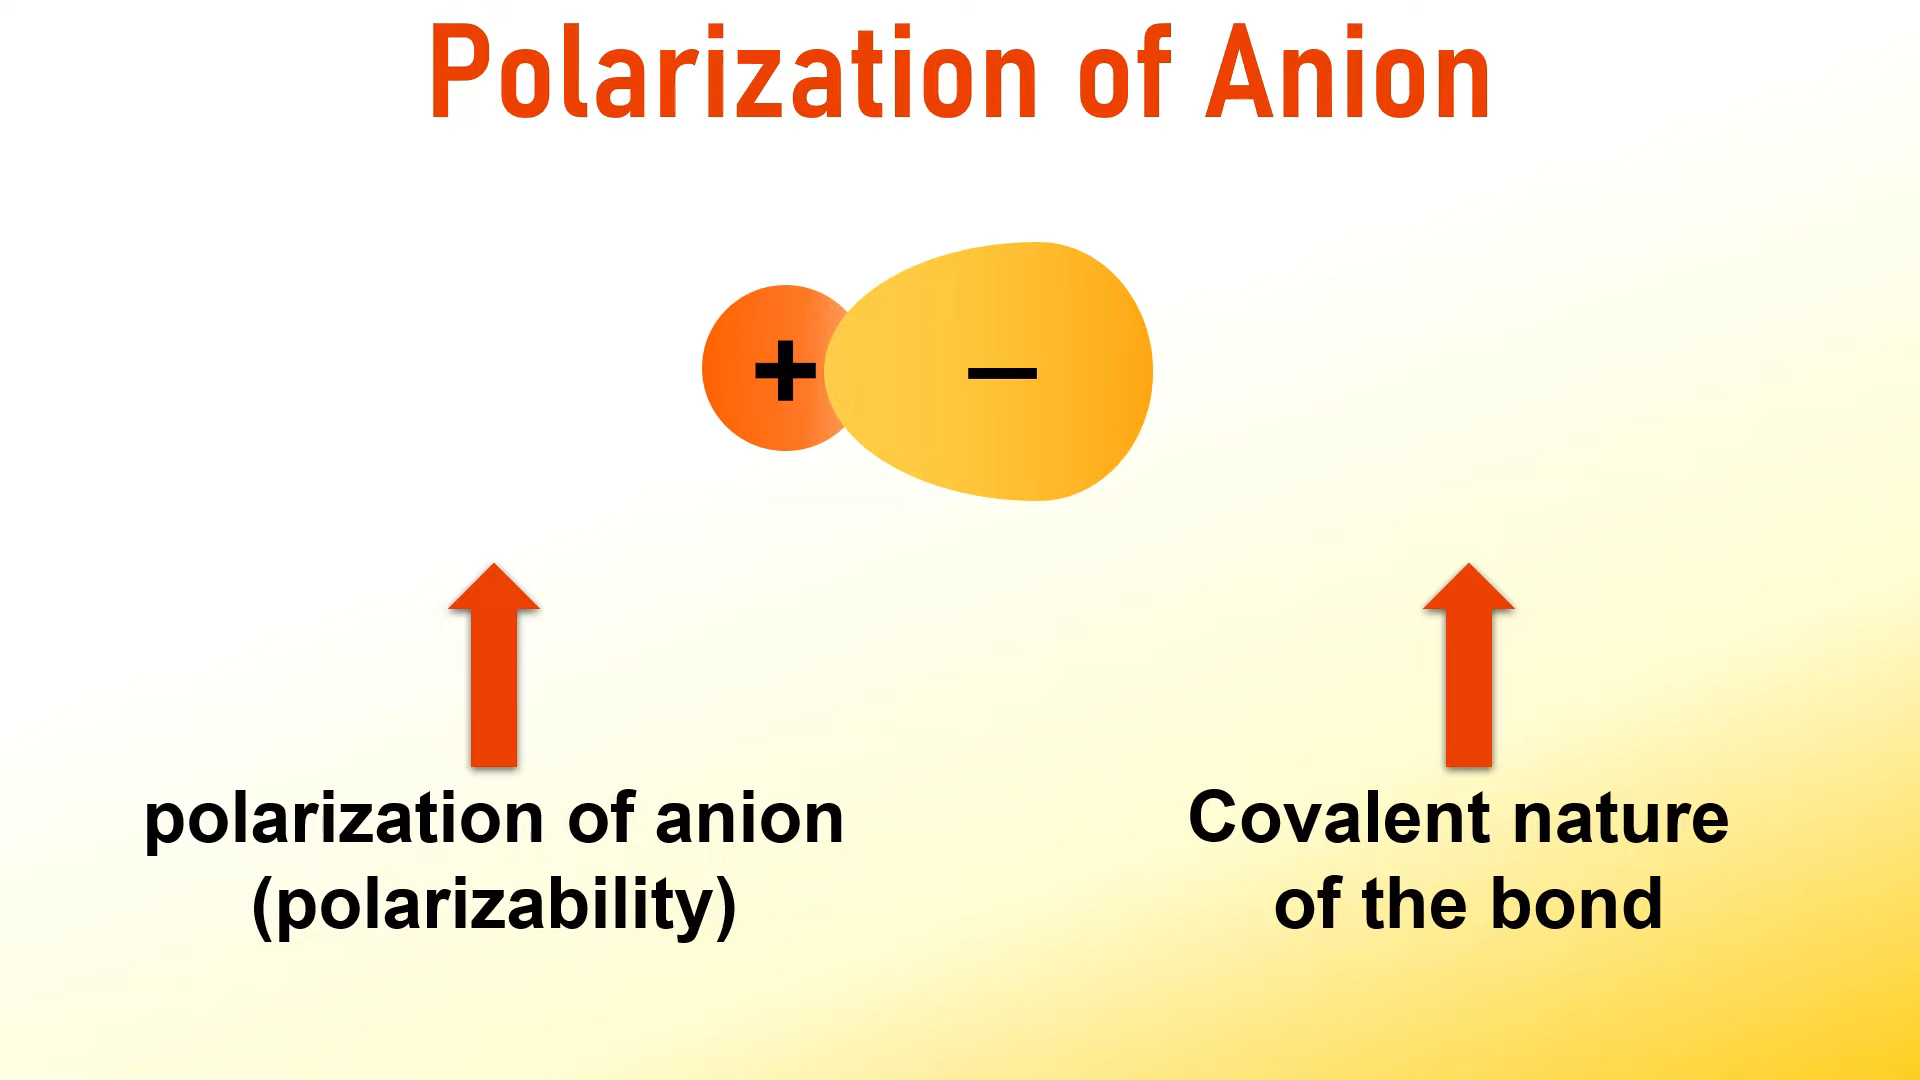 Polarization of Anion
+
–
polarization of anion
(polarizability)
Covalent nature
of the bond